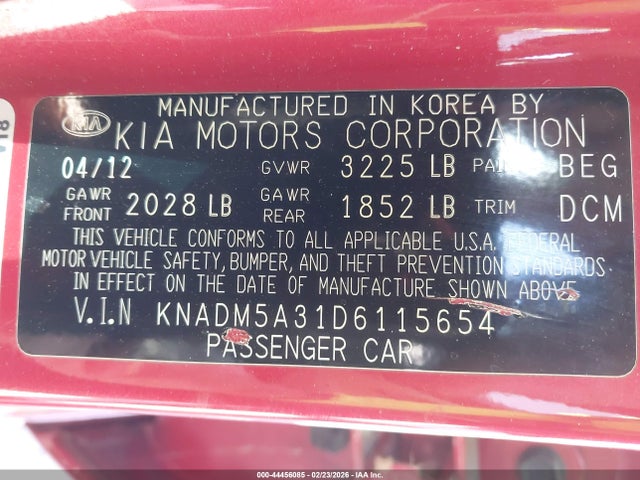 KIA
MANUFACTURED IN KOREA BY
KIA MOTORS CORPORATION
04/12 GVWR 3225 LB PAINT BEG
GAWR FRONT 2028 LB GAWR REAR 1852 LB TRIM DCM
THIS VEHICLE CONFORMS TO ALL APPLICABLE U.S.A. FEDERAL
MOTOR VEHICLE SAFETY, BUMPER, AND THEFT PREVENTION STANDARDS
IN EFFECT ON THE DATE OF MANUFACTURE SHOWN ABOVE
V.I.N KNADM5A31D6115654
PASSENGER CAR
000-44456085 - 02/23/2026 - IAA Inc.